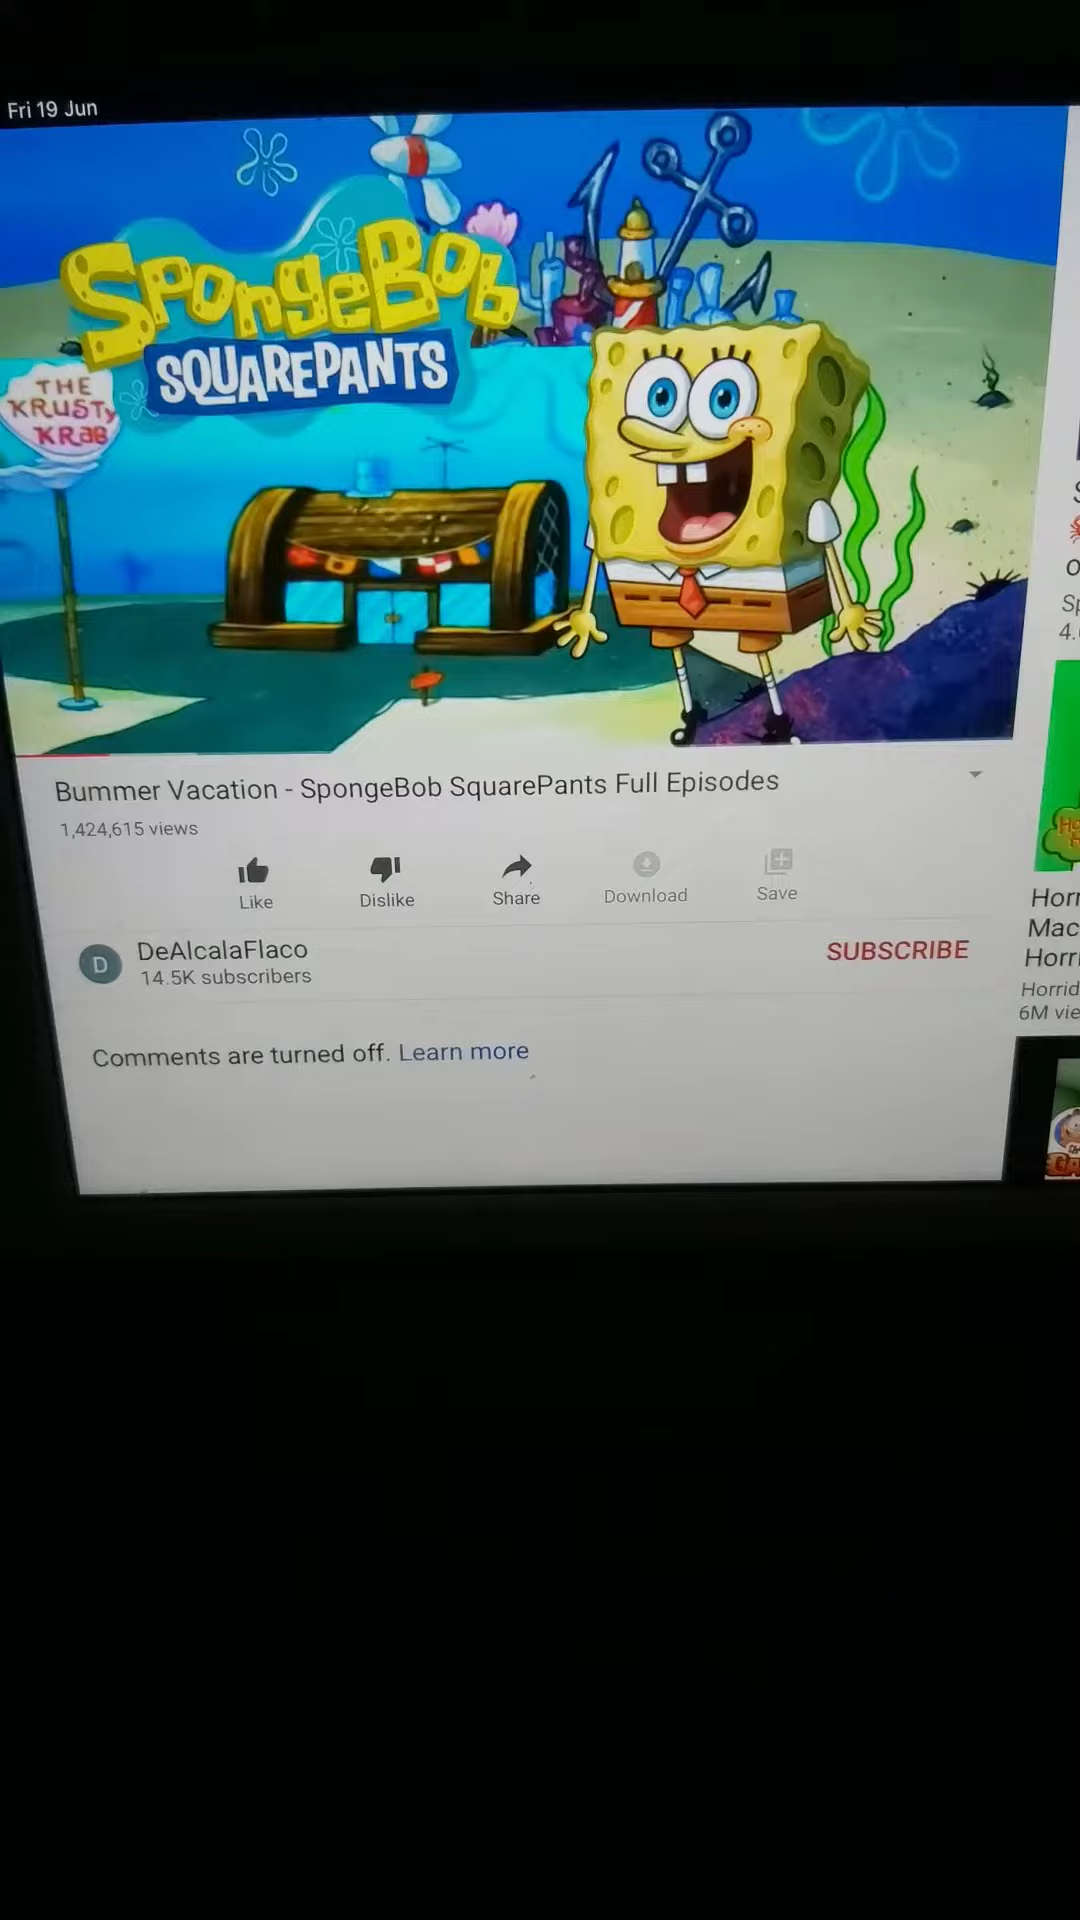 Fri 19 Jun
SPONGEBOB
SQUAREPANTS
THE
KRUSTY
KRAB
Bummer Vacation - SpongeBob SquarePants Full Episodes
1,424,615 views
Like Dislike Share Download Save
D DeAlcalaFlaco
14.5K subscribers
SUBSCRIBE
Comments are turned off. Learn more
Horr
Mac
Horri
Horrid
6M vie